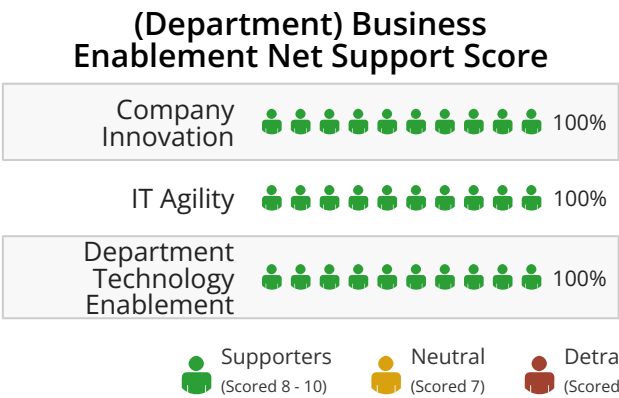 (Department) Business
Enablement Net Support Score
Company
Innovation
100%
IT Agility
100%
Department
Technology
Enablement
100%
Supporters
(Scored 8 - 10)
Neutral
(Scored 7)
Detra
(Scored